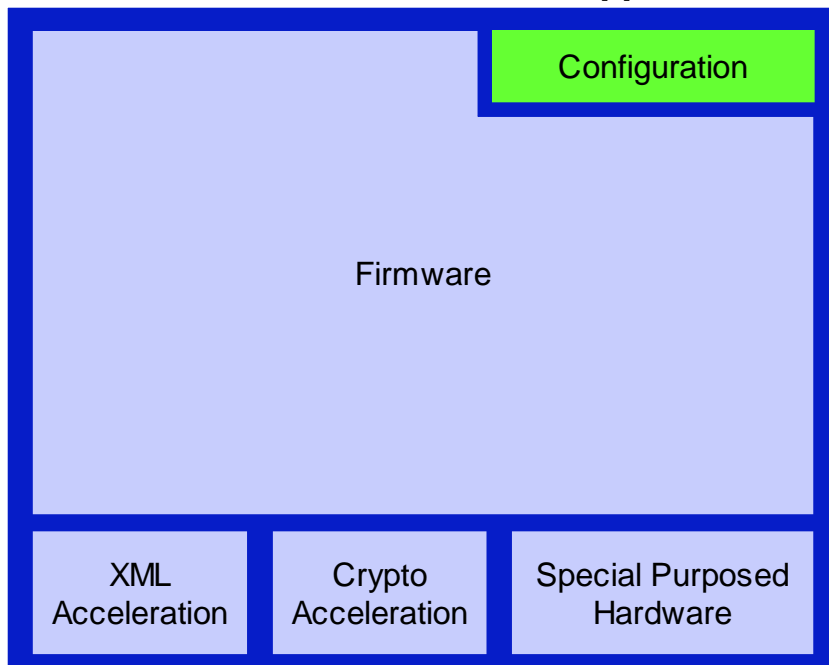 Configuration
Firmware
XML
Acceleration
Crypto
Acceleration
Special Purposed
Hardware